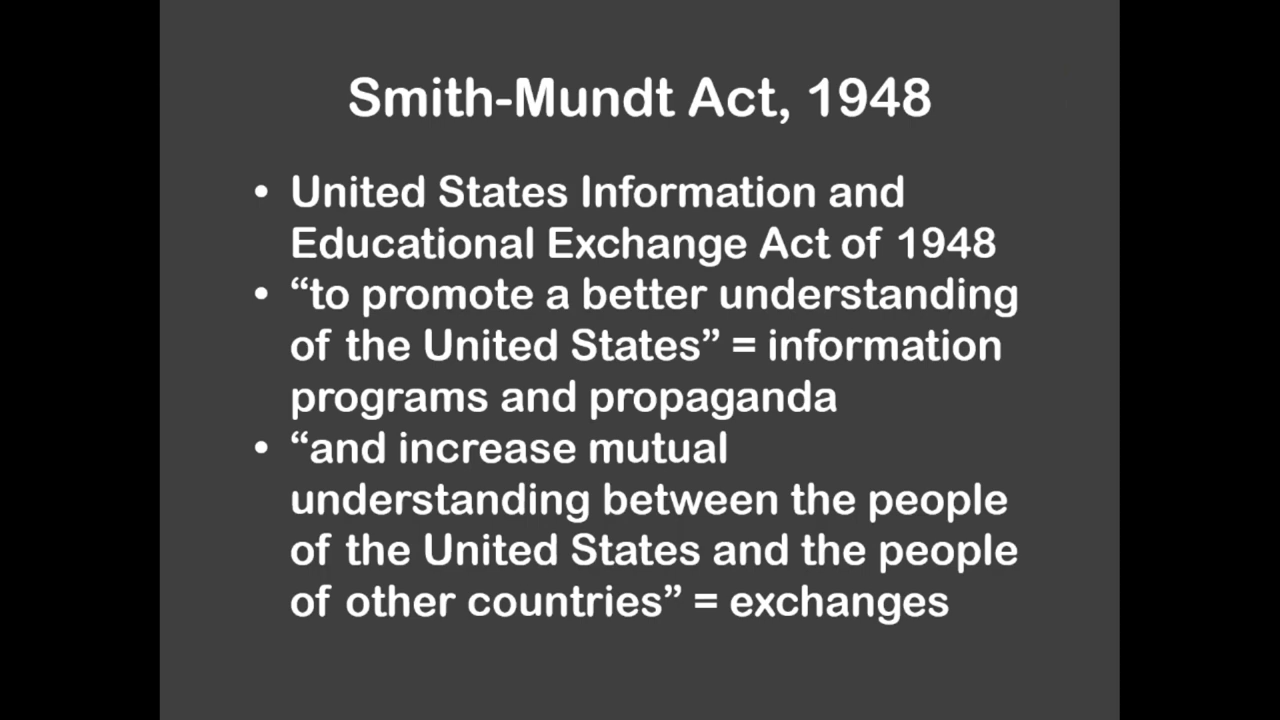 Smith-Mundt Act, 1948
• United States Information and
Educational Exchange Act of 1948
• “to promote a better understanding
of the United States” = information
programs and propaganda
• “and increase mutual
understanding between the people
of the United States and the people
of other countries” = exchanges